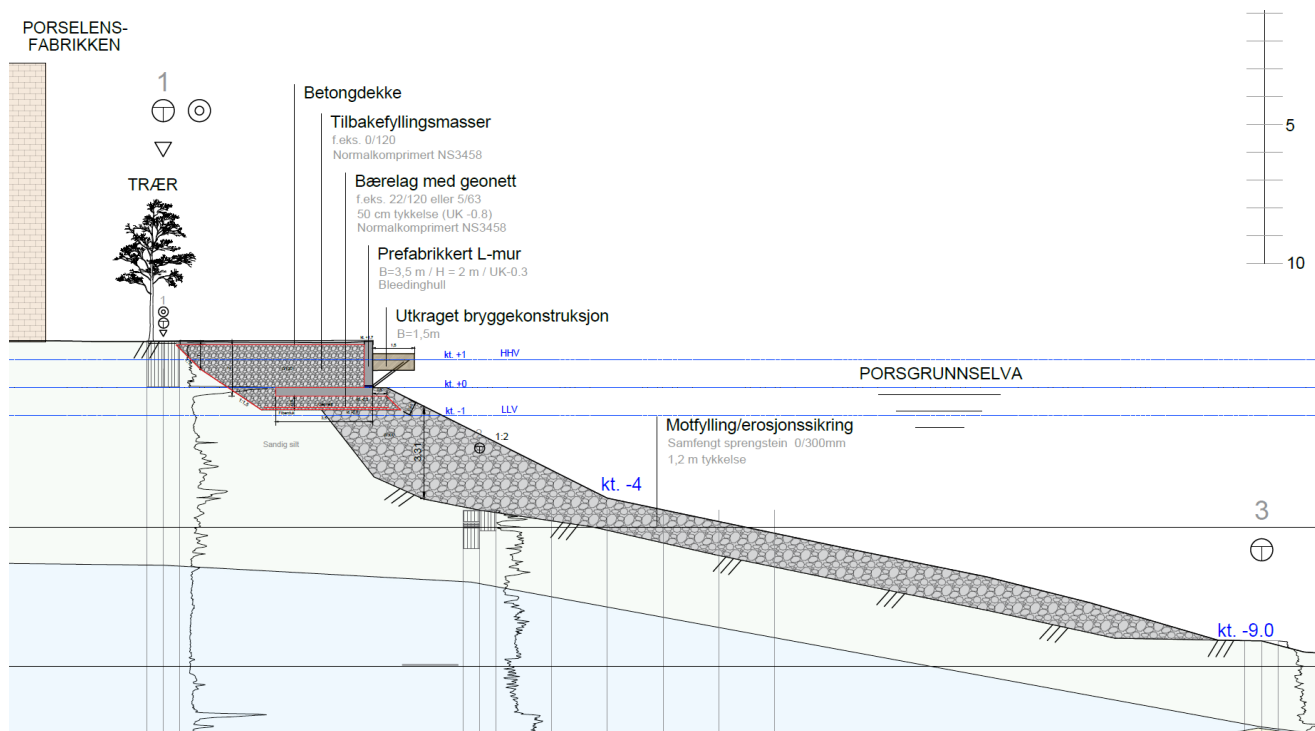 PORSELENS-
FABRIKKEN
1
TRÆR
1
Betongdekke
Tilbakefyllingsmasser
f.eks. 0/120
Normalkomprimert NS3458
Bærelag med geonett
f.eks. 22/120 eller 5/63
50 cm tykkelse (UK -0.8)
Normalkomprimert NS3458
Prefabrikkert L-mur
B=3,5 m / H = 2 m / UK-0.3
Bleedinghull
Utkraget bryggekonstruksjon
B=1,5m
5
10
kt. +1 HHV
kt. +0
kt. -1 LLV
PORSGRUNNSELVA
Motfylling/erosjonssikring
Samfengt sprengstein 0/300mm
1,2 m tykkelse
Sandig silt
1:2
3,31
kt. -4
3
kt. -9.0